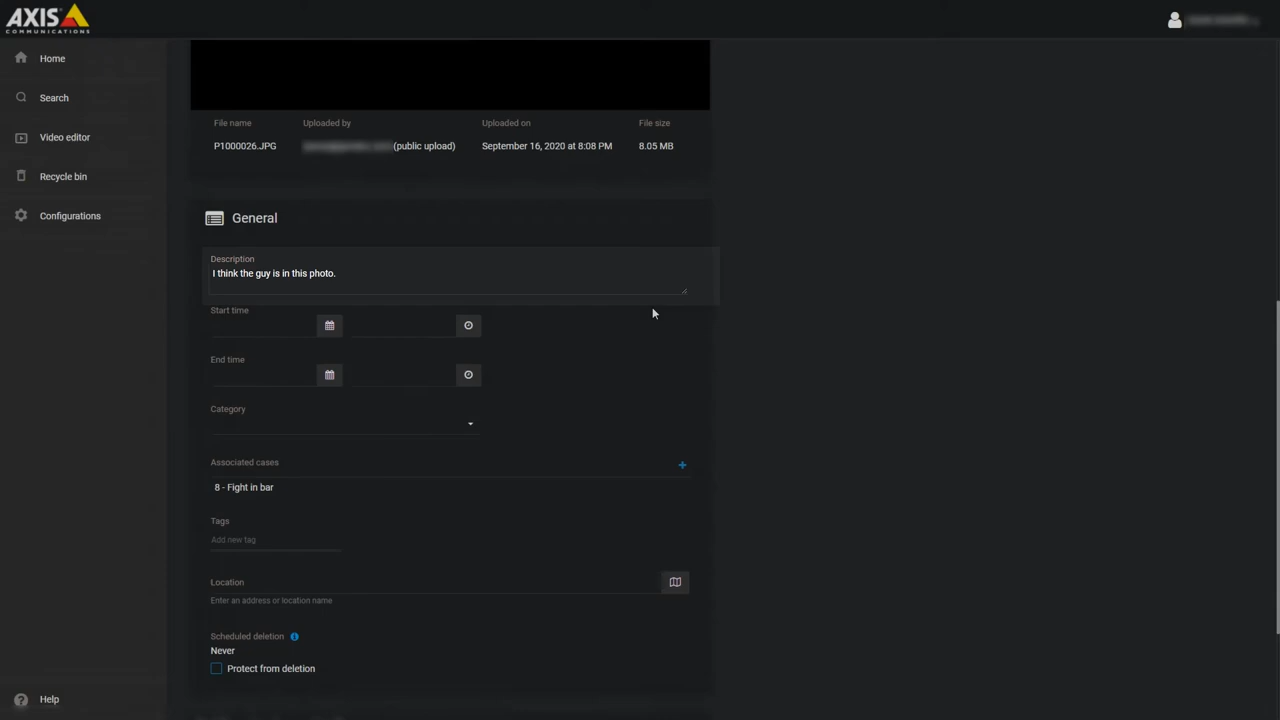 AXIS
COMMUNICATIONS
Home
Search
Video editor
Recycle bin
Configurations
Help
File name
Uploaded by
Uploaded on
File size
P1000026.JPG
(public upload)
September 16, 2020 at 8:08 PM
8.05 MB
General
Description
I think the guy is in this photo.
Start time
End time
Category
Associated cases
+
8 - Fight in bar
Tags
Add new tag
Location
Enter an address or location name
Scheduled deletion
Never
Protect from deletion